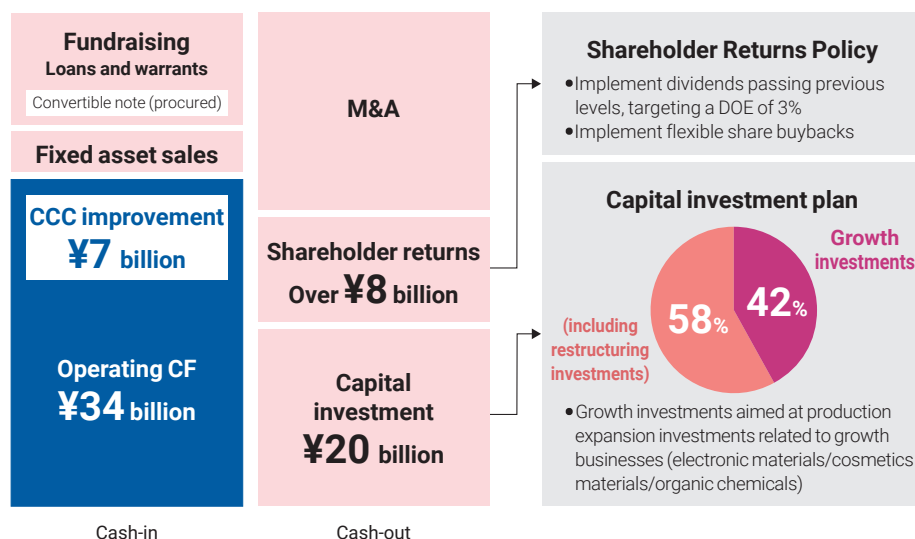 Fundraising
Loans and warrants
Convertible note (procured)
Fixed asset sales
CCC improvement
¥7 billion
Operating CF
¥34 billion
Cash-in
M&A
Shareholder returns
Over ¥8 billion
Capital
investment
¥20 billion
Cash-out
Shareholder Returns Policy
•Implement dividends passing previous
levels, targeting a DOE of 3%
•Implement flexible share buybacks
Capital investment plan
Growth
investments
42%
58%
(including
restructuring
investments)
•Growth investments aimed at production
expansion investments related to growth
businesses (electronic materials/cosmetics
materials/organic chemicals)